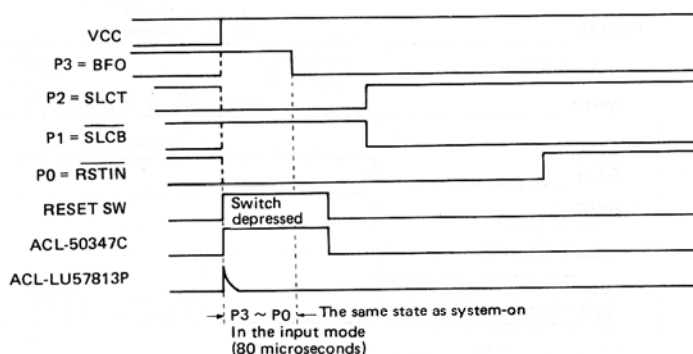 VCC
P3 = BFO
P2 = SLCT
P1 = SLCB
P0 = RSTIN
RESET SW
Switch
depressed
ACL-50347C
ACL-LU57813P
P3 ~ P0
The same state as system-on
In the input mode
(80 microseconds)